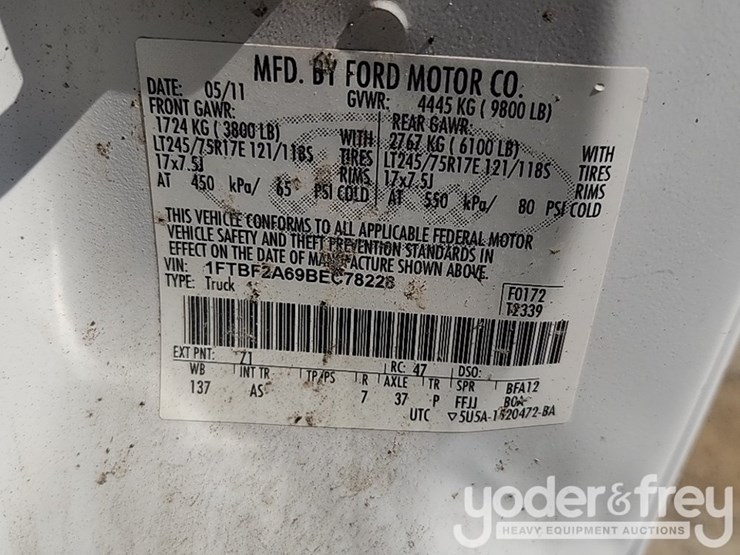 MFD. BY FORD MOTOR CO.
DATE: 05/11 GVWR: 4445 KG ( 9800 LB)
FRONT GAWR: REAR GAWR:
1724 KG ( 3800 LB) WITH 2767 KG ( 6100 LB) WITH
LT245/75R17E 121/118S TIRES LT245/75R17E 121/118S TIRES
17x7.5J RIMS 17x7.5J RIMS
AT 450 kPa/ 65 PSI COLD AT 550 kPa/ 80 PSI COLD
THIS VEHICLE CONFORMS TO ALL APPLICABLE FEDERAL MOTOR
VEHICLE SAFETY AND THEFT PREVENTION STANDARDS IN
EFFECT ON THE DATE OF MANUFACTURE SHOWN ABOVE.
VIN: 1FTBF2A69BEC78228
TYPE: Truck
F0172
T2339
EXT PNT: Z1 RC: 47 DSO:
WB INT TR TP/PS R AXLE TR SPR BFA12
137 AS 7 37 P FFJJ
UTC ▽5U5A-1520472-BA
yoder&frey
HEAVY EQUIPMENT AUCTIONS